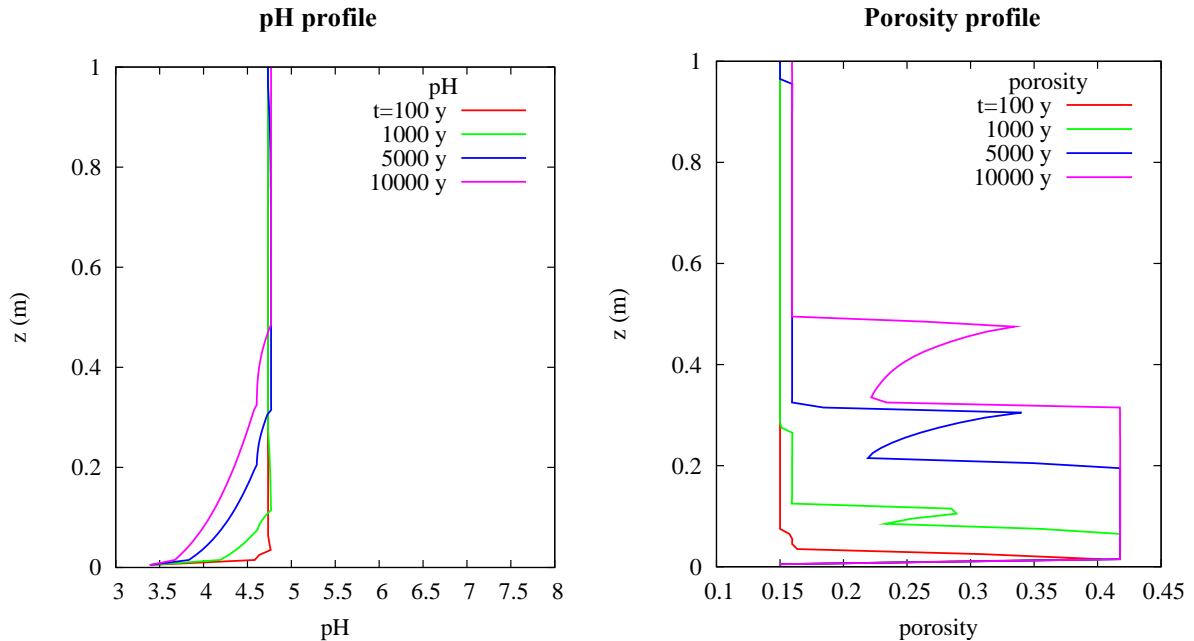 pH profile
1
0.8
0.6
0.4
0.2
0
z (m)
3
3.5
4
4.5
5
5.5
6
6.5
7
7.5
8
pH
pH
t=100 y
1000 y
5000 y
10000 y
Porosity profile
1
0.8
0.6
0.4
0.2
0
z (m)
0.1
0.15
0.2
0.25
0.3
0.35
0.4
0.45
porosity
porosity
t=100 y
1000 y
5000 y
10000 y